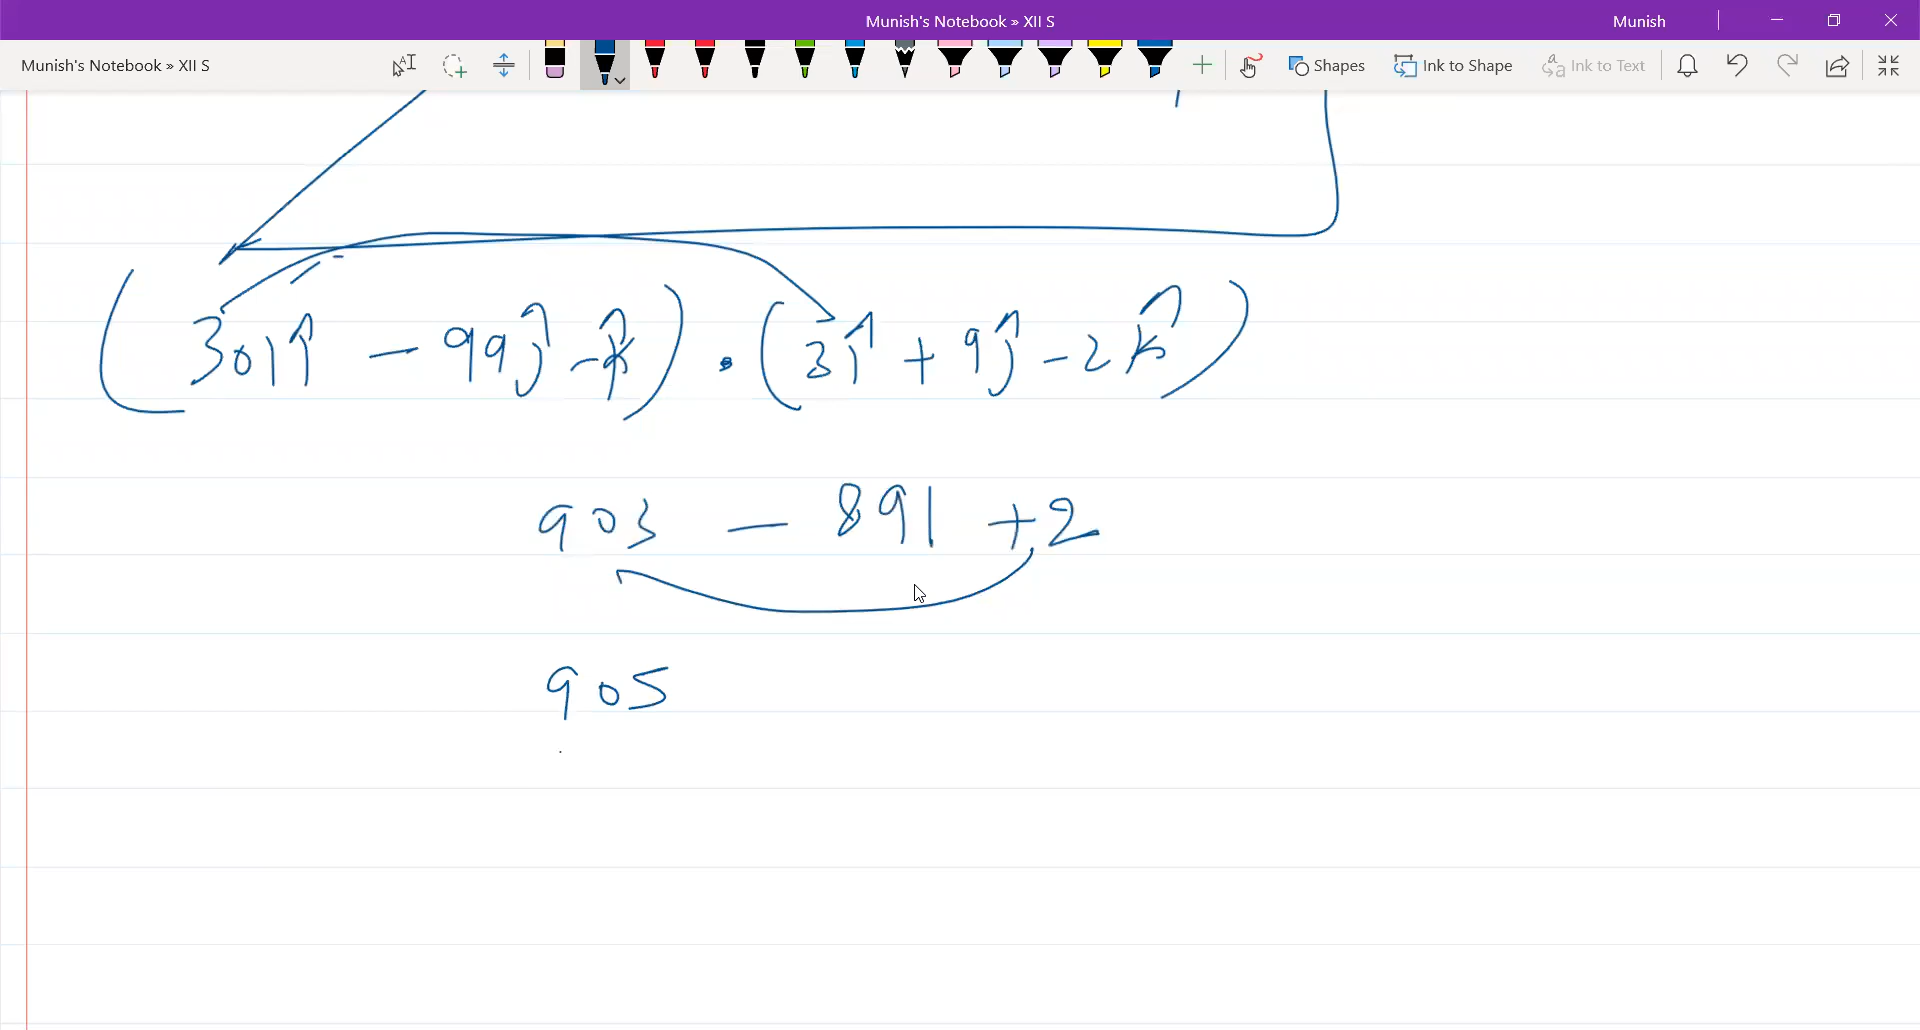 Munish's Notebook » XII S
Munish
Munish's Notebook » XII S
Shapes
Ink to Shape
Ink to Text
(301î - 99ĵ - k̂) · (3î + 9ĵ - 2k̂)
903 - 891 + 2
905